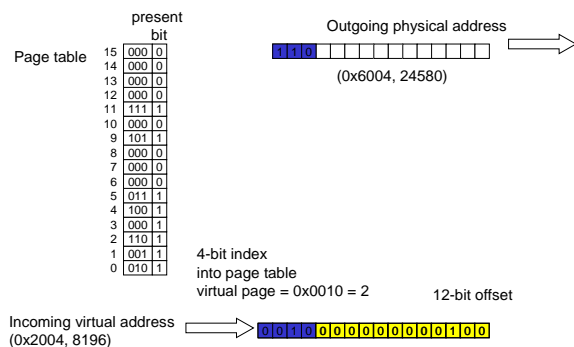 present
bit
Page table
15 000 0
14 000 0
13 000 0
12 000 0
11 111 1
10 000 0
9 101 1
8 000 0
7 000 0
6 000 0
5 011 1
4 100 1
3 000 1
2 110 1
1 001 1
0 010 1
Outgoing physical address
1 1 0
(0x6004, 24580)
4-bit index
into page table
virtual page = 0x0010 = 2
12-bit offset
Incoming virtual address
(0x2004, 8196)
0 0 1 0 0 0 0 0 0 0 0 0 0 1 0 0